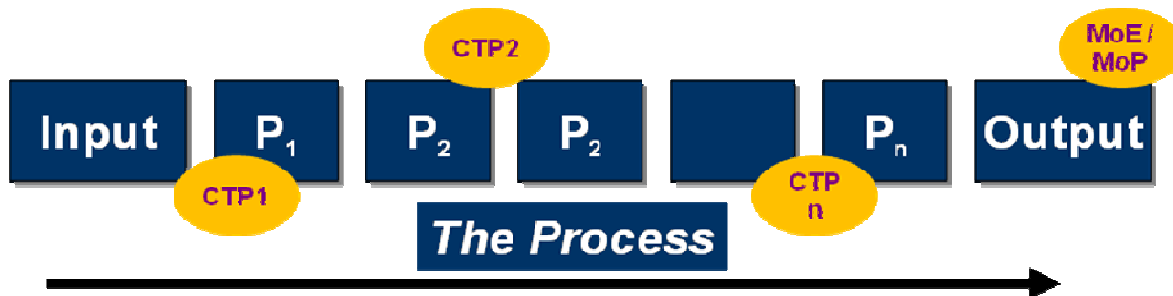 CTP2
MoE /
MoP
Input
P1
P2
P2
Pn
Output
CTP1
CTP
n
The Process